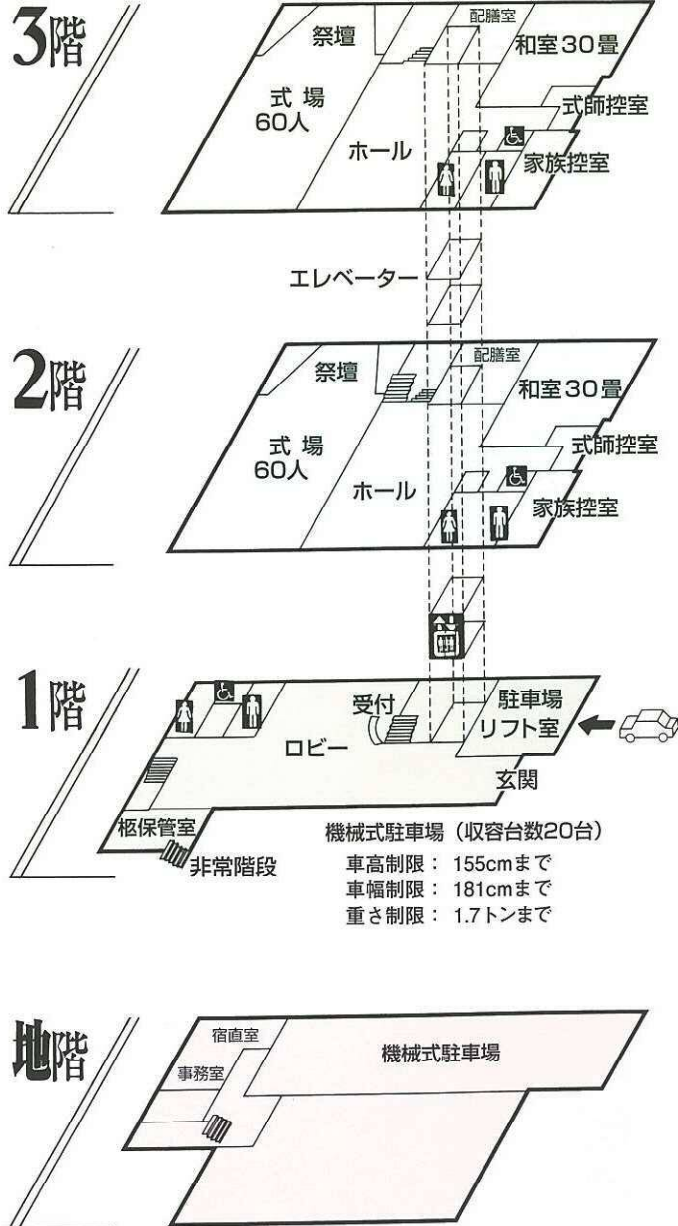 3階
配膳室
祭壇
和室30畳
式場
60人
式師控室
ホール
家族控室
エレベーター
2階
配膳室
祭壇
和室30畳
式場
60人
式師控室
ホール
家族控室
1階
受付
駐車場
リフト室
ロビー
玄関
柩保管室
非常階段
機械式駐車場（収容台数20台）
車高制限：155cmまで
車幅制限：181cmまで
重さ制限：1.7トンまで
地階
宿直室
機械式駐車場
事務室